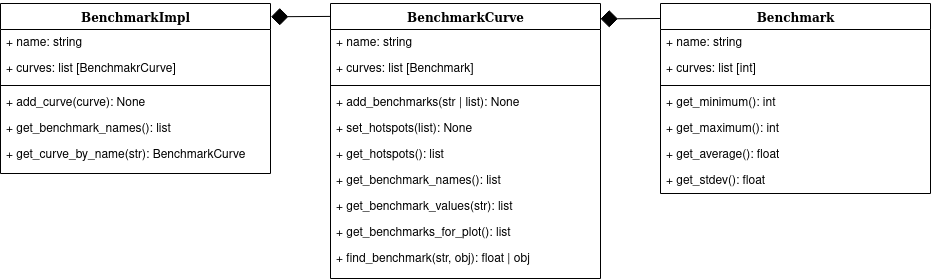 BenchmarkImpl
+ name: string
+ curves: list [BenchmakrCurve]
+ add_curve(curve): None
+ get_benchmark_names(): list
+ get_curve_by_name(str): BenchmarkCurve
BenchmarkCurve
+ name: string
+ curves: list [Benchmark]
+ add_benchmarks(str | list): None
+ set_hotspots(list): None
+ get_hotspots(): list
+ get_benchmark_names(): list
+ get_benchmark_values(str): list
+ get_benchmarks_for_plot(): list
+ find_benchmark(str, obj): float | obj
Benchmark
+ name: string
+ curves: list [int]
+ get_minimum(): int
+ get_maximum(): int
+ get_average(): float
+ get_stdev(): float